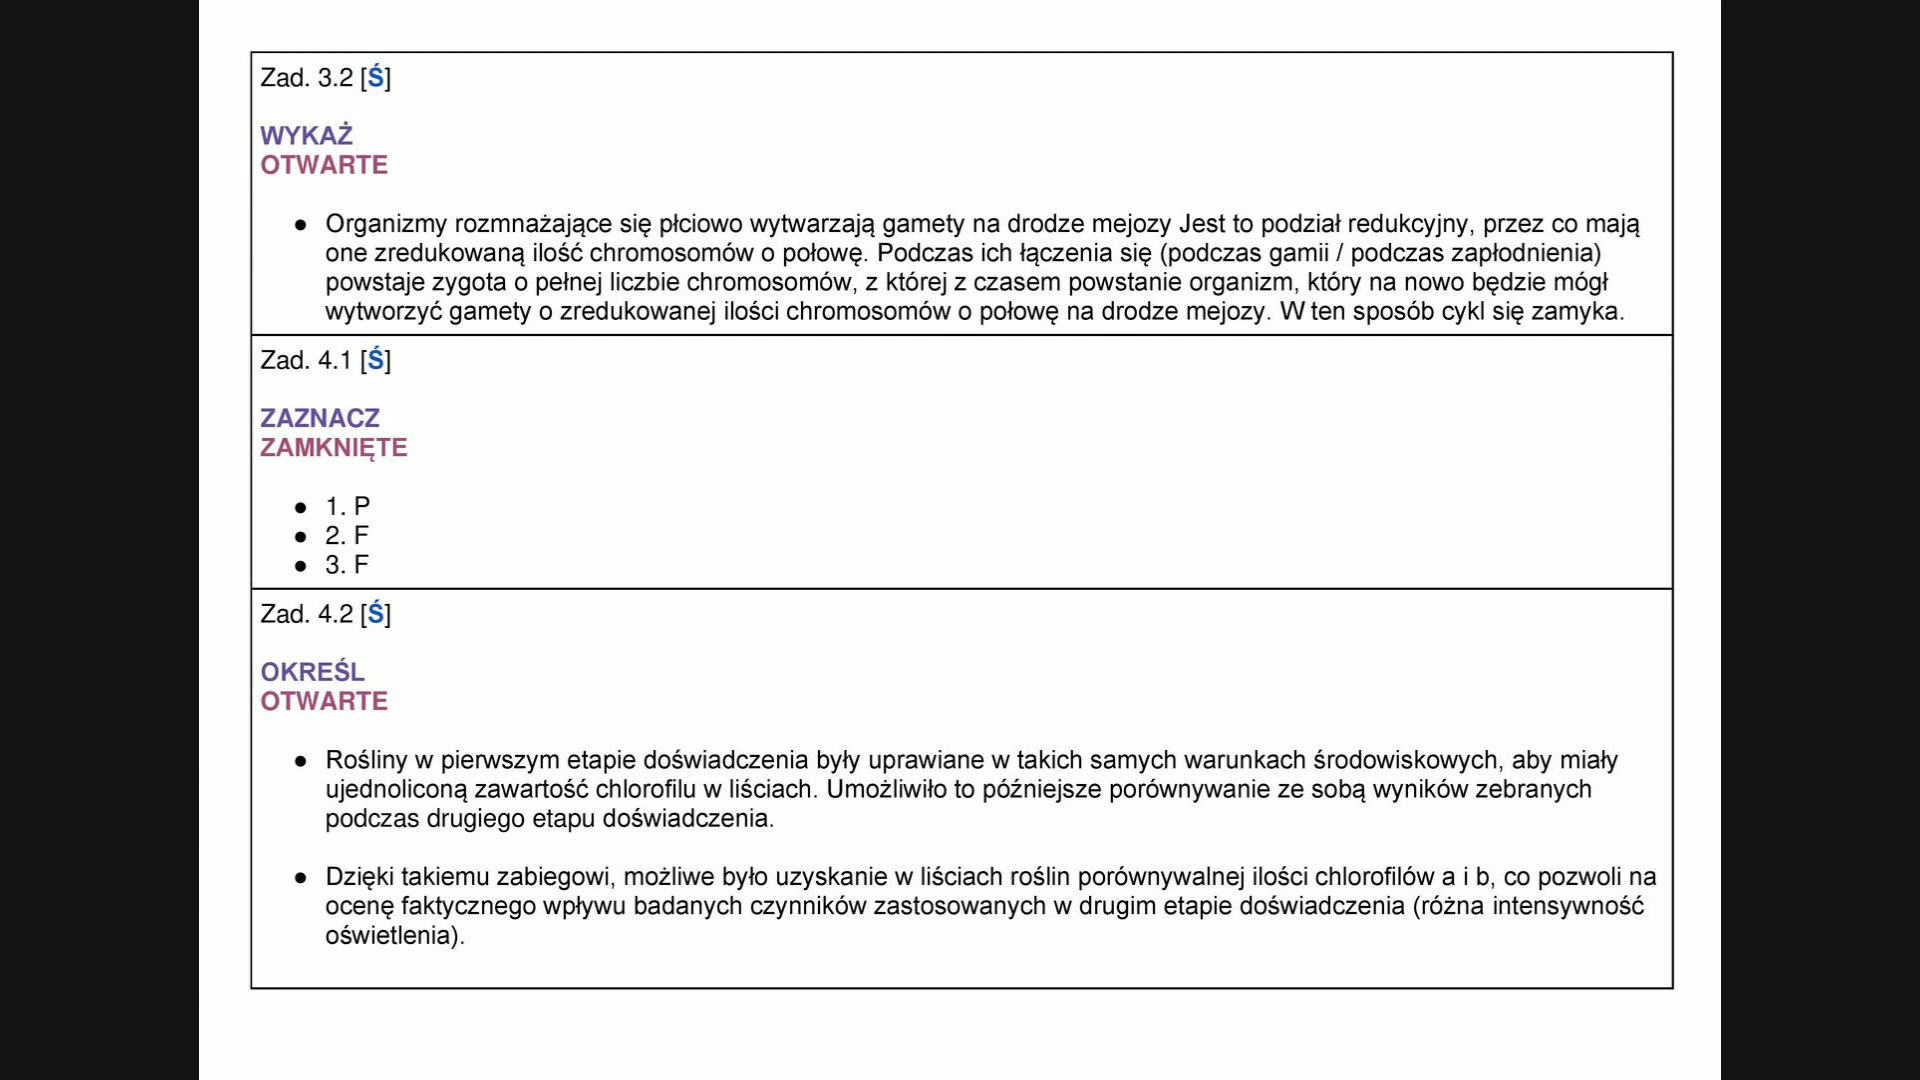 Zad. 3.2 [Ś]
WYKAŻ
OTWARTE
● Organizmy rozmnażające się płciowo wytwarzają gamety na drodze mejozy Jest to podział redukcyjny, przez co mają
one zredukowaną ilość chromosomów o połowę. Podczas ich łączenia się (podczas gamii / podczas zapłodnienia)
powstaje zygota o pełnej liczbie chromosomów, z której z czasem powstanie organizm, który na nowo będzie mógł
wytworzyć gamety o zredukowanej ilości chromosomów o połowę na drodze mejozy. W ten sposób cykl się zamyka.
Zad. 4.1 [Ś]
ZAZNACZ
ZAMKNIĘTE
● 1. P
● 2. F
● 3. F
Zad. 4.2 [Ś]
OKREŚL
OTWARTE
● Rośliny w pierwszym etapie doświadczenia były uprawiane w takich samych warunkach środowiskowych, aby miały
ujednoliconą zawartość chlorofilu w liściach. Umożliwiło to późniejsze porównywanie ze sobą wyników zebranych
podczas drugiego etapu doświadczenia.
● Dzięki takiemu zabiegowi, możliwe było uzyskanie w liściach roślin porównywalnej ilości chlorofilów a i b, co pozwoli na
ocenę faktycznego wpływu badanych czynników zastosowanych w drugim etapie doświadczenia (różna intensywność
oświetlenia).